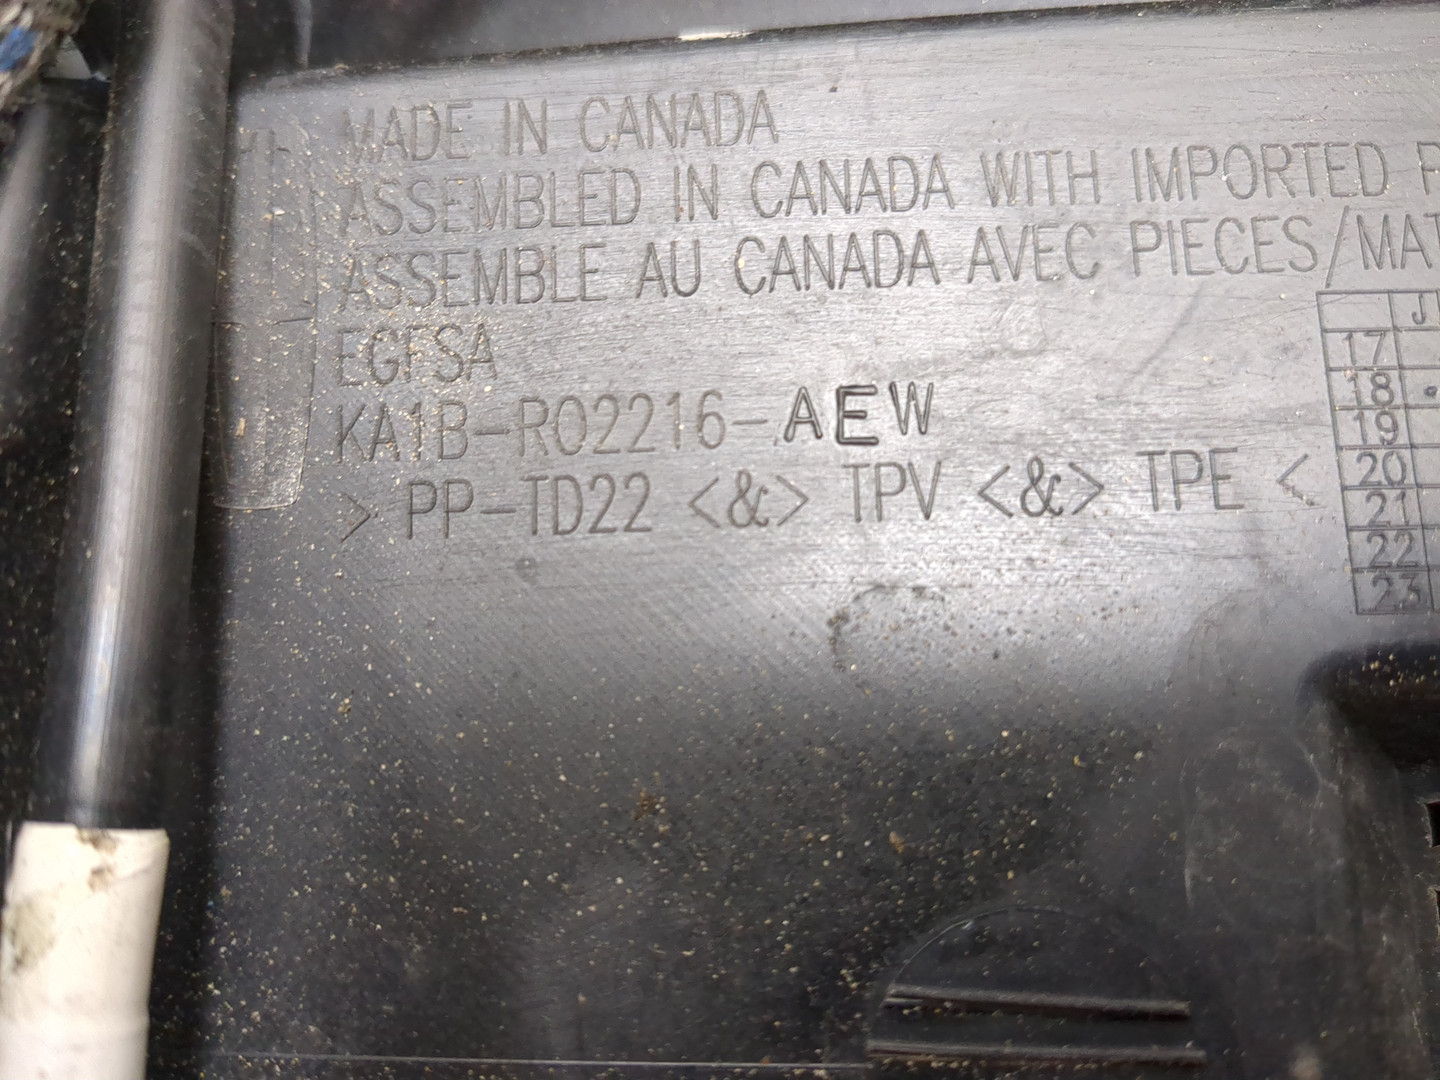 MADE IN CANADA
ASSEMBLED IN CANADA WITH IMPORTED
ASSEMBLE AU CANADA AVEC PIECES/MAT
EGFSA
KA1B-R02216-AEW
> PP-TD22 <&> TPV <&> TPE <
J
17
18
19
20
21
22
23